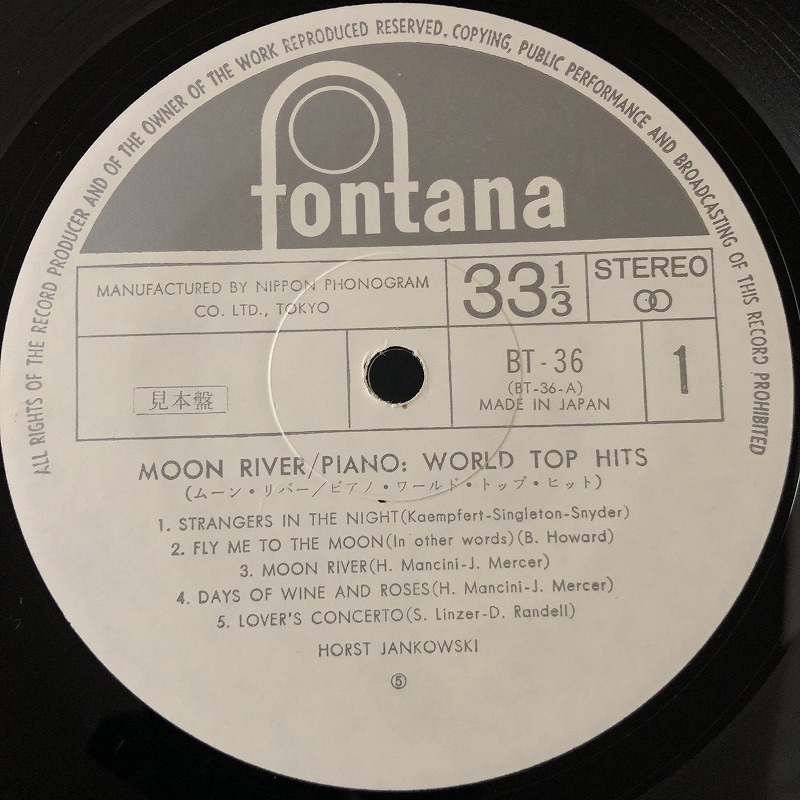 ALL RIGHTS OF THE RECORD PRODUCER AND OF THE OWNER OF THE WORK REPRODUCED RESERVED. COPYING, PUBLIC PERFORMANCE AND BROADCASTING OF THIS RECORD PROHIBITED
fontana
MANUFACTURED BY NIPPON PHONOGRAM
CO. LTD., TOKYO
33 1/3
STEREO
見本盤
BT-36
(BT-36-A)
MADE IN JAPAN
1
MOON RIVER/PIANO: WORLD TOP HITS
(ムーン・リバー/ピアノ・ワールド・トップ・ヒット)
1. STRANGERS IN THE NIGHT(Kaempfert-Singleton-Snyder)
2. FLY ME TO THE MOON(In other words)(B. Howard)
3. MOON RIVER(H. Mancini-J. Mercer)
4. DAYS OF WINE AND ROSES(H. Mancini-J. Mercer)
5. LOVER'S CONCERTO(S. Linzer-D. Randell)
HORST JANKOWSKI
⑤